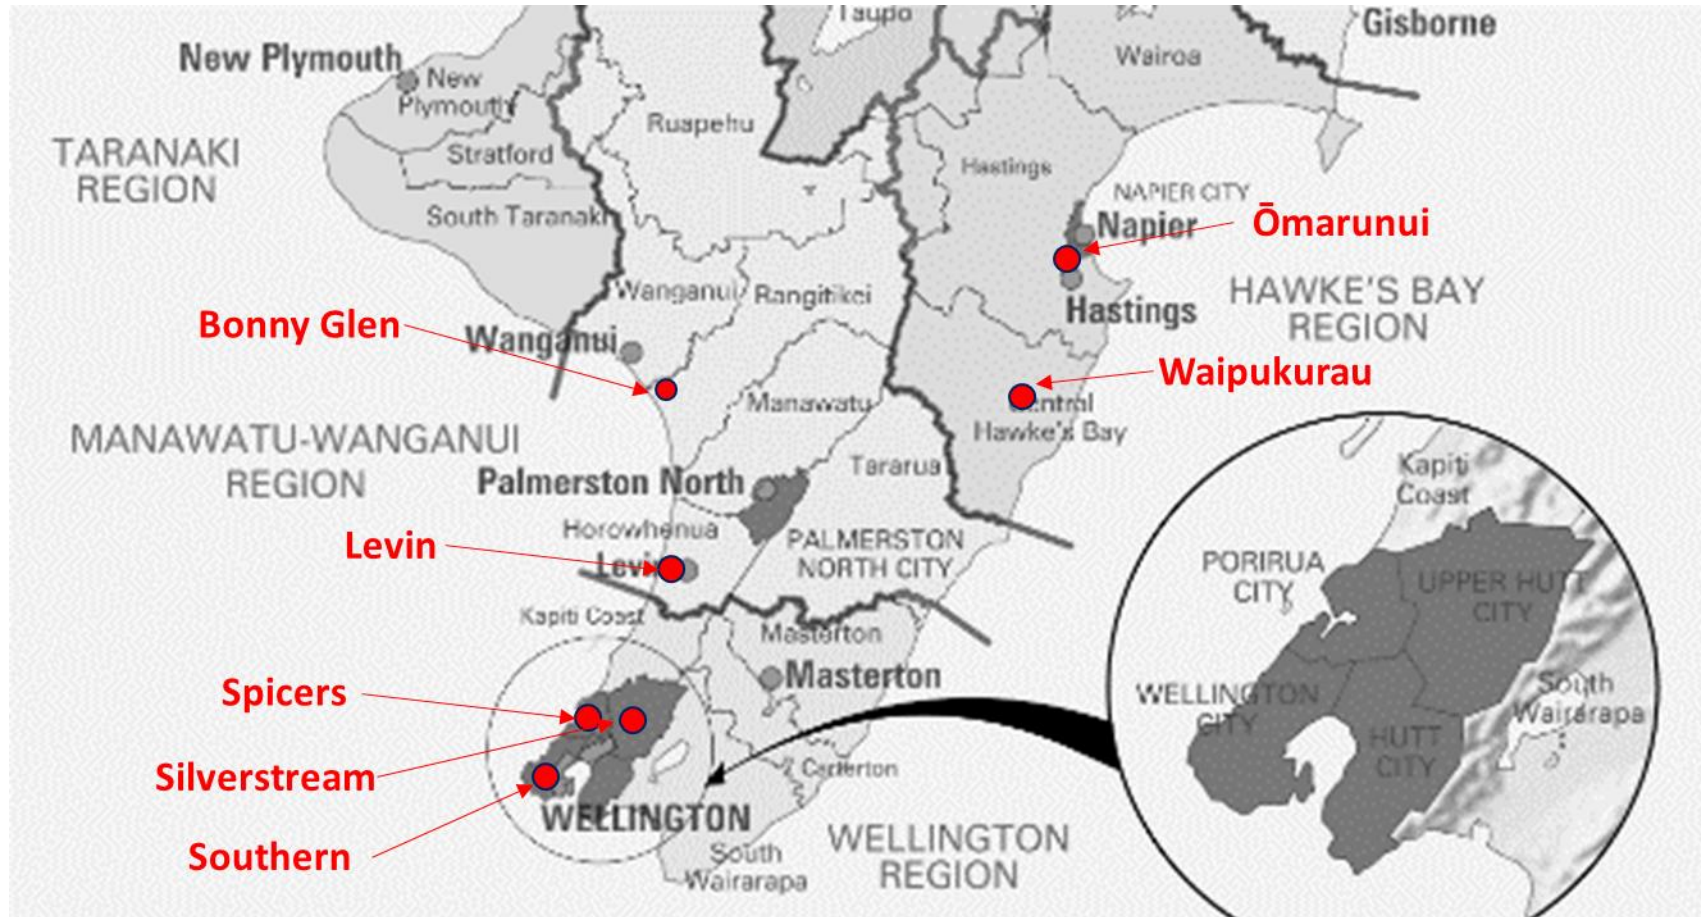 Taupo
Gisborne
New Plymouth
New
Plymouth
Wairoa
Ruapehu
TARANAKI
REGION
Stratford
Hastings
NAPIER CITY
South Taranaki
Napier
Ōmarunui
Wanganui
Rangitikei
HAWKE'S BAY
REGION
Hastings
Bonny Glen
Wanganui
Waipukurau
Manawatu
Central
Hawke's Bay
MANAWATU-WANGANUI
REGION
Tararua
Palmerston North
Kapiti
Coast
Horowhenua
Levin
Levin
PALMERSTON
NORTH CITY
PORIRUA
CITY
UPPER HUTT
CITY
Kapiti Coast
Masterton
Masterton
Spicers
WELLINGTON
CITY
South
Wairarapa
HUTT
CITY
Silverstream
Carterton
WELLINGTON
Southern
South
Wairarapa
WELLINGTON
REGION